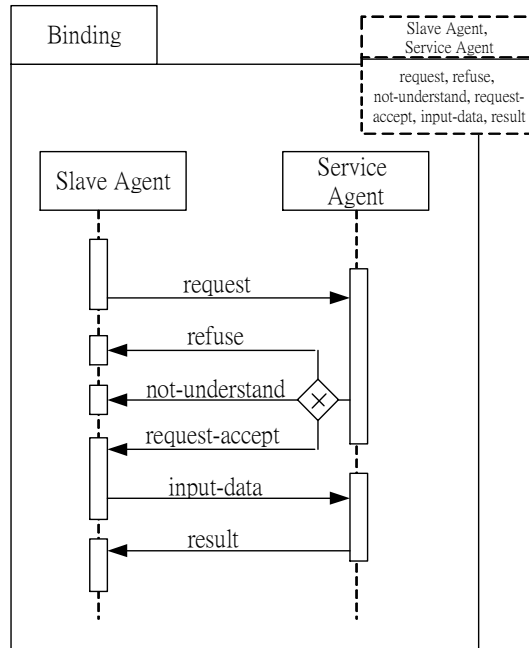 Binding
Slave Agent,
Service Agent
request, refuse,
not-understand, request-
accept, input-data, result
Slave Agent
Service
Agent
request
refuse
not-understand
request-accept
input-data
result